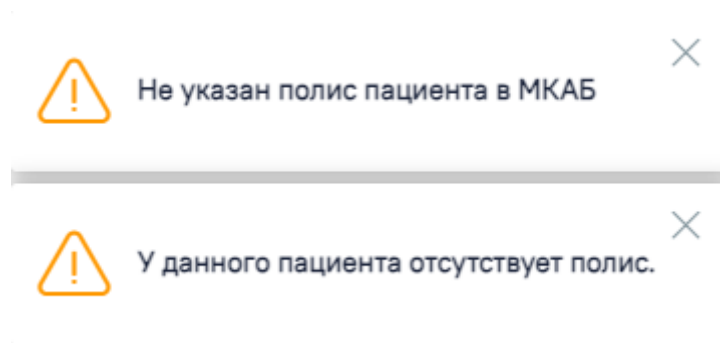 Не указан полис пациента в МКАБ
У данного пациента отсутствует полис.